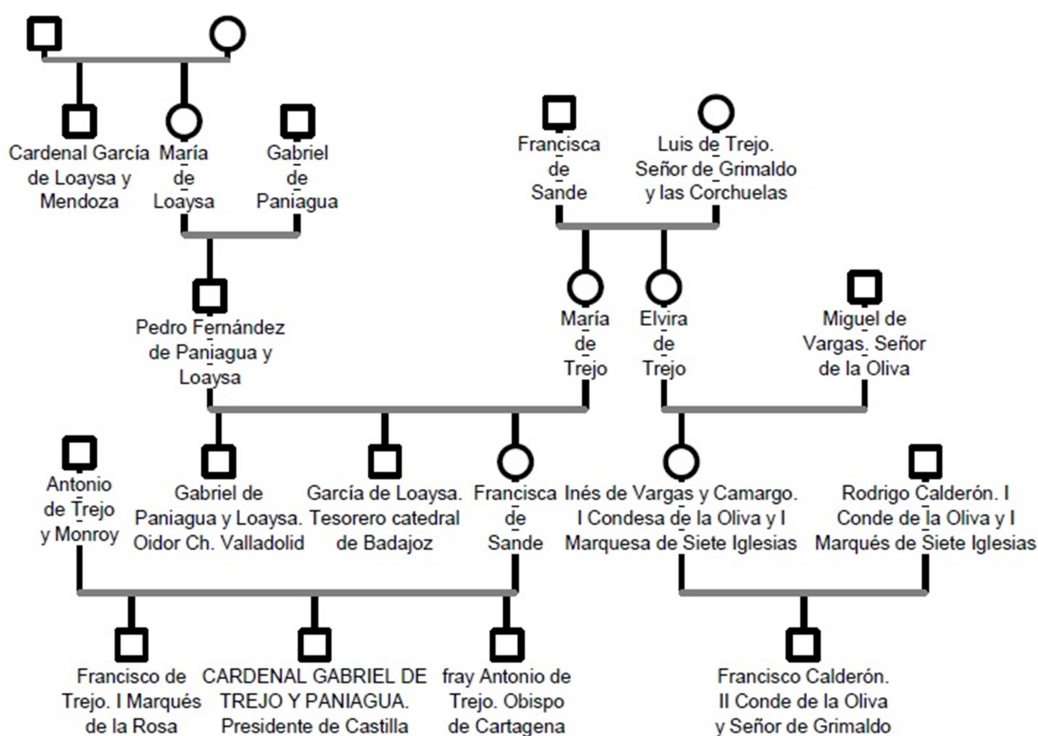 Cardenal García
de Loaysa y
Mendoza
María
de
Loaysa
Gabriel
de
Paniagua
Francisca
de
Sande
Luis de Trejo.
Señor de Grimaldo
y las Corchuelas
Pedro Fernández
de Paniagua y
Loaysa
María
de
Trejo
Elvira
de
Trejo
Miguel de
Vargas. Señor
de la Oliva
Antonio
de Trejo
y Monroy
Gabriel de
Paniagua y Loaysa.
Oidor Ch. Valladolid
García de Loaysa.
Tesorero catedral
de Badajoz
Francisca
de
Sande
Inés de Vargas y Camargo.
I Condesa de la Oliva y I
Marquesa de Siete Iglesias
Rodrigo Calderón. I
Conde de la Oliva y I
Marqués de Siete Iglesias
Francisco de
Trejo. I Marqués
de la Rosa
CARDENAL GABRIEL DE
TREJO Y PANIAGUA.
Presidente de Castilla
fray Antonio de
Trejo. Obispo
de Cartagena
Francisco Calderón.
II Conde de la Oliva
y Señor de Grimaldo